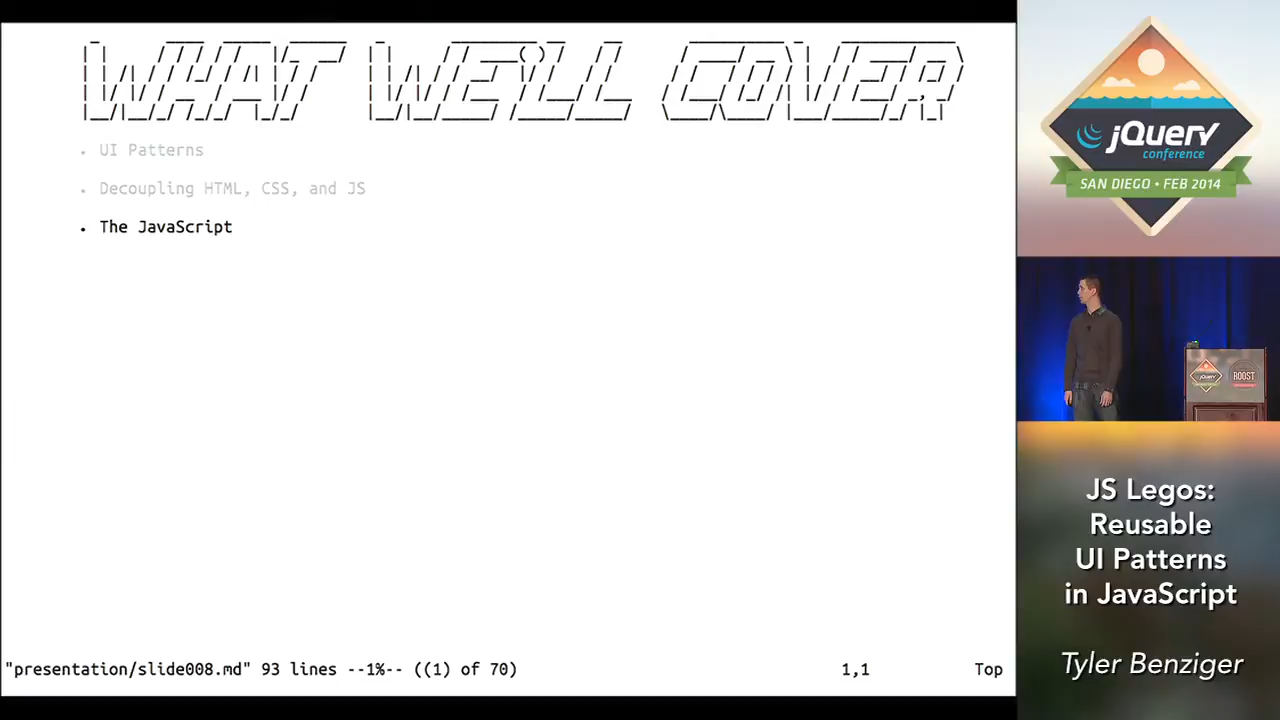 WHAT WE'LL COVER
. UI Patterns
. Decoupling HTML, CSS, and JS
. The JavaScript
"presentation/slide008.md" 93 lines --1%-- ((1) of 70) 1,1 Top
jQuery
conference
SAN DIEGO • FEB 2014
jQuery
ROOST
JS Legos:
Reusable
UI Patterns
in JavaScript
Tyler Benziger